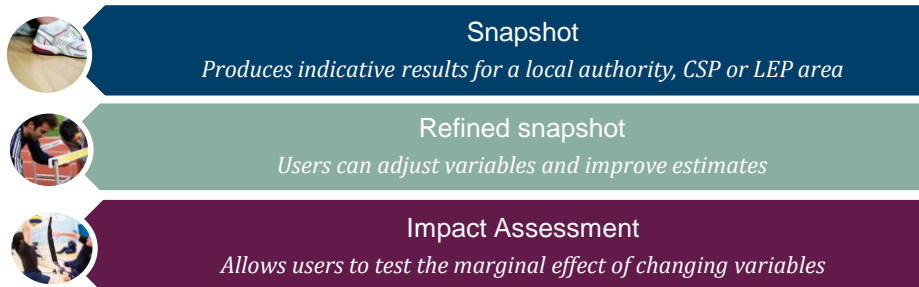 Snapshot
Produces indicative results for a local authority, CSP or LEP area
Refined snapshot
Users can adjust variables and improve estimates
Impact Assessment
Allows users to test the marginal effect of changing variables